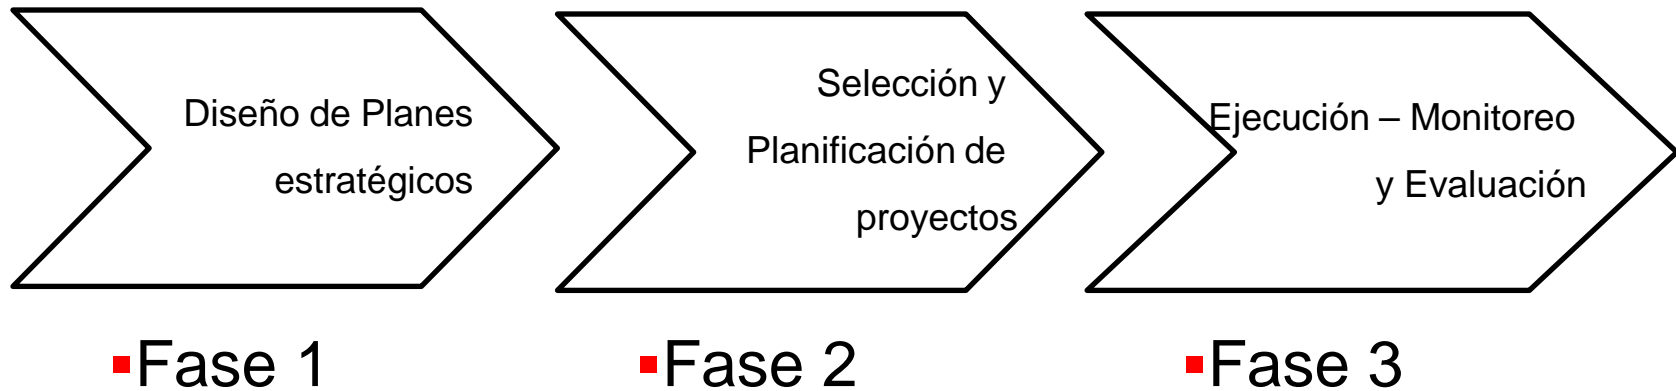 Diseño de Planes
estratégicos
Selección y
Planificación de
proyectos
Ejecución – Monitoreo
y Evaluación
▪Fase 1
▪Fase 2
▪Fase 3